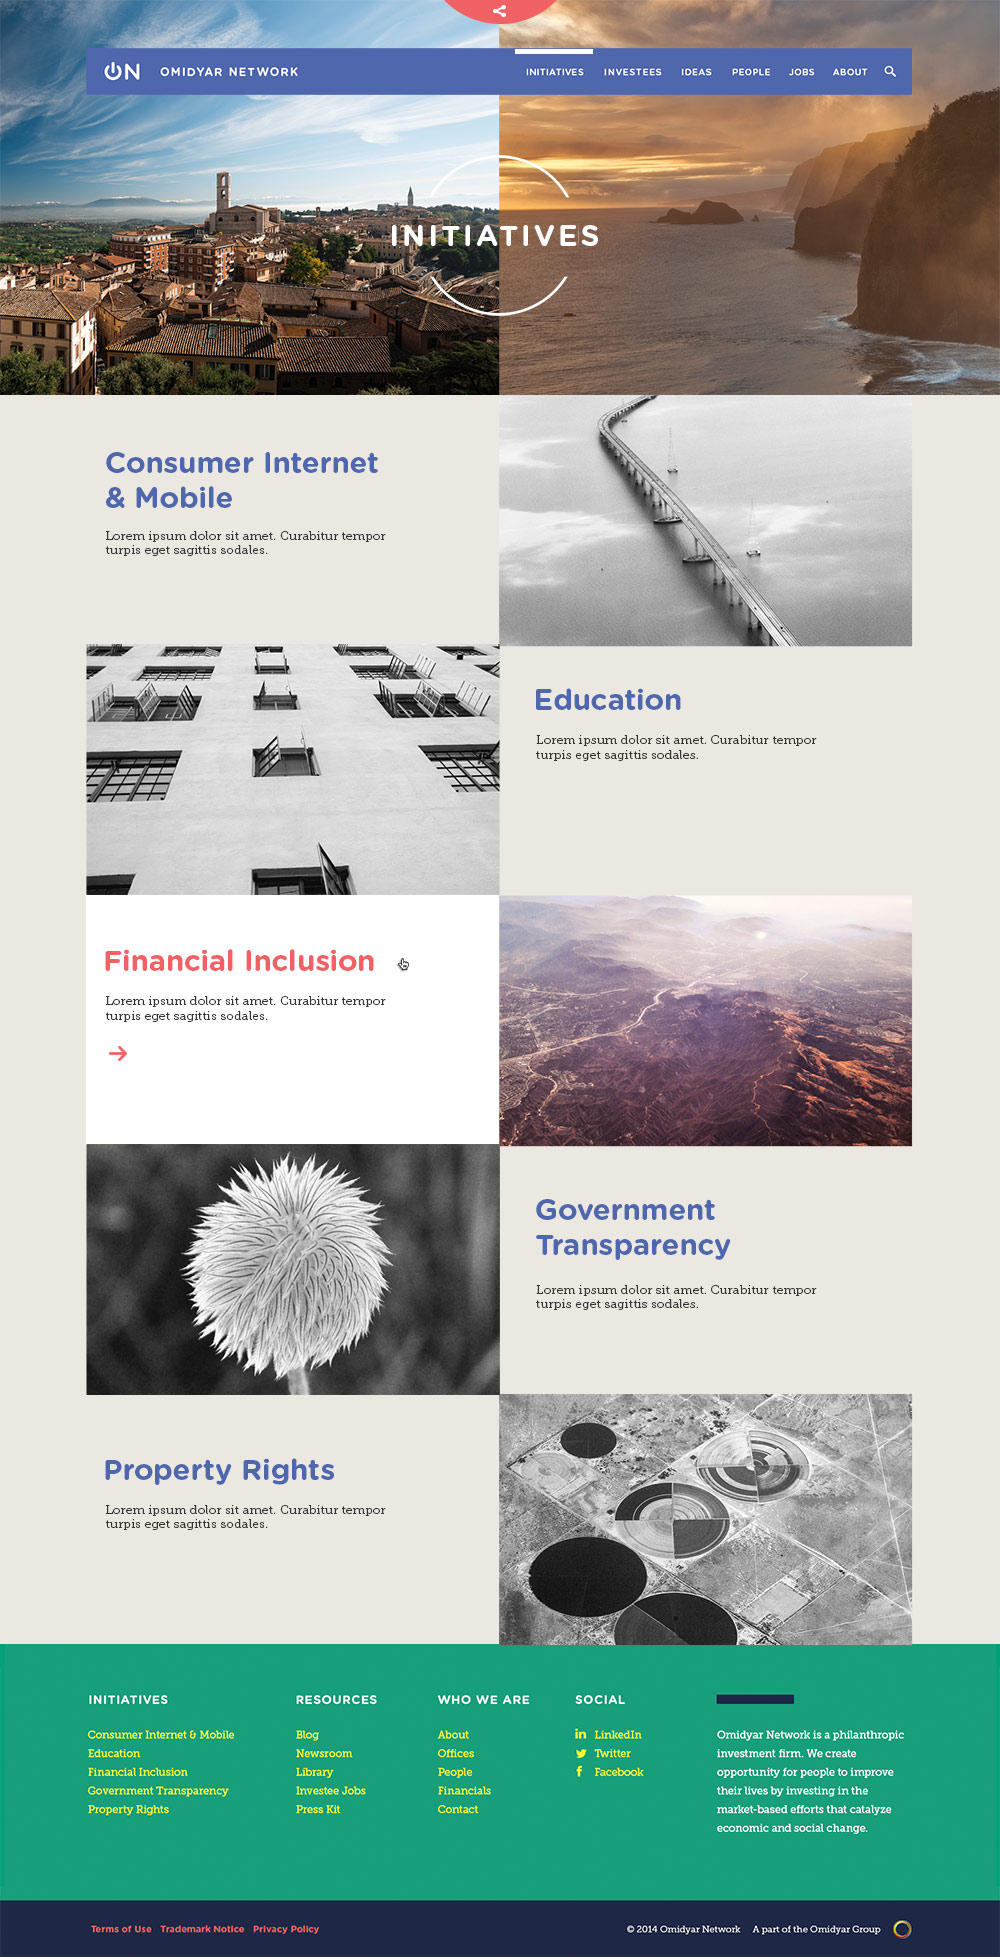 ON OMIDYAR NETWORK INITIATIVES INVESTEES IDEAS PEOPLE JOBS ABOUT
INITIATIVES
Consumer Internet
& Mobile
Lorem ipsum dolor sit amet. Curabitur tempor
turpis eget sagittis sodales.
Education
Lorem ipsum dolor sit amet. Curabitur tempor
turpis eget sagittis sodales.
Financial Inclusion
Lorem ipsum dolor sit amet. Curabitur tempor
turpis eget sagittis sodales.
Government
Transparency
Lorem ipsum dolor sit amet. Curabitur tempor
turpis eget sagittis sodales.
Property Rights
Lorem ipsum dolor sit amet. Curabitur tempor
turpis eget sagittis sodales.
INITIATIVES
Consumer Internet & Mobile
Education
Financial Inclusion
Government Transparency
Property Rights
RESOURCES
Blog
Newsroom
Library
Investee Jobs
Press Kit
WHO WE ARE
About
Offices
People
Financials
Contact
SOCIAL
LinkedIn
Twitter
Facebook
Omidyar Network is a philanthropic
investment firm. We create
opportunity for people to improve
their lives by investing in the
market-based efforts that catalyze
economic and social change.
Terms of Use Trademark Notice Privacy Policy
© 2014 Omidyar Network A part of the Omidyar Group